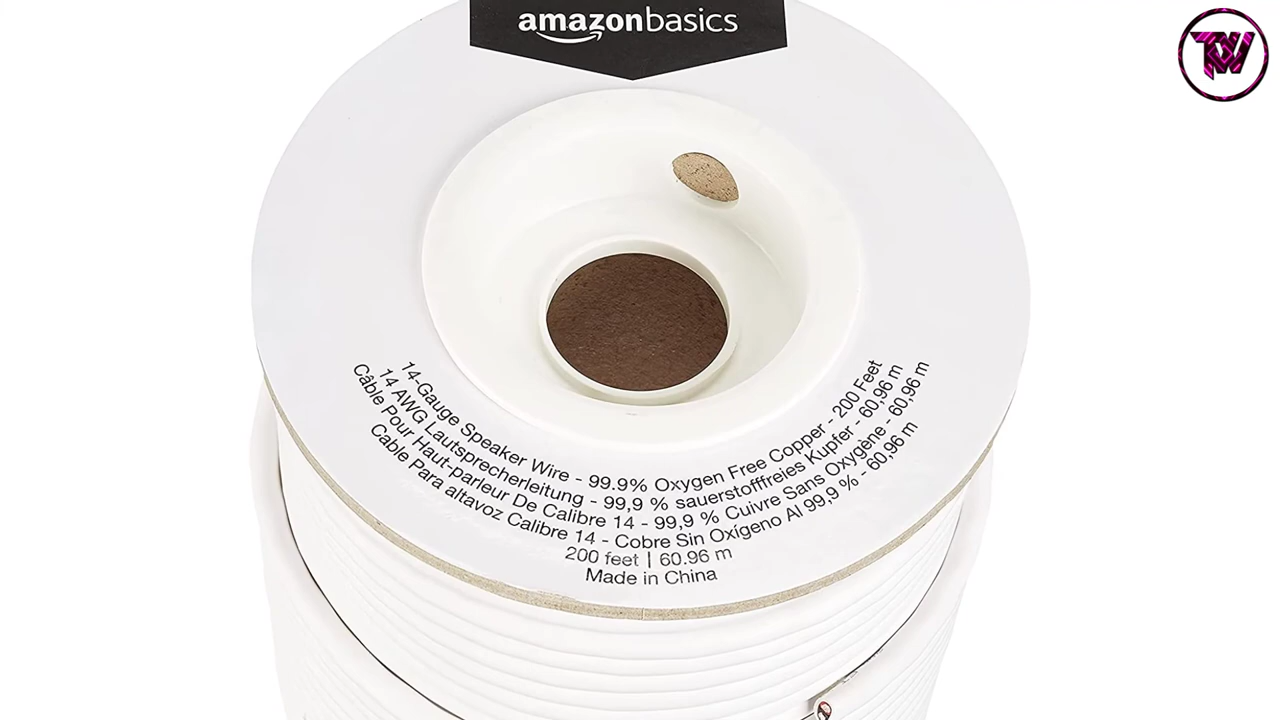 amazonbasics
TW
14-Gauge Speaker Wire - 99.9% Oxygen Free Copper - 200 Feet
14 AWG Lautsprecherleitung - 99,9 % sauerstofffreies Kupfer - 60,96 m
Câble Pour Haut-parleur De Calibre 14 - 99,9 % Cuivre Sans Oxygène - 60,96 m
Cable Para altavoz Calibre 14 - Cobre Sin Oxígeno Al 99,9 % - 60,96 m
200 feet | 60.96 m
Made in China